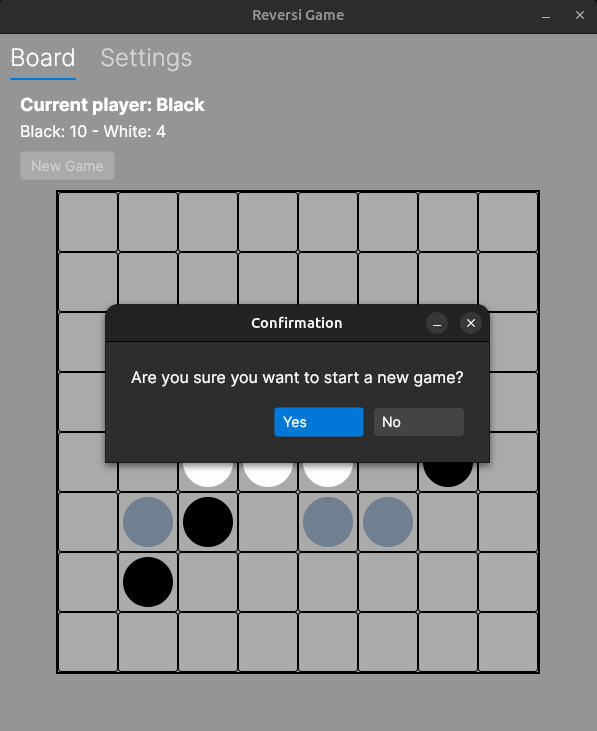 Reversi Game
Board Settings
Current player: Black
Black: 10 - White: 4
New Game
Confirmation
Are you sure you want to start a new game?
Yes No